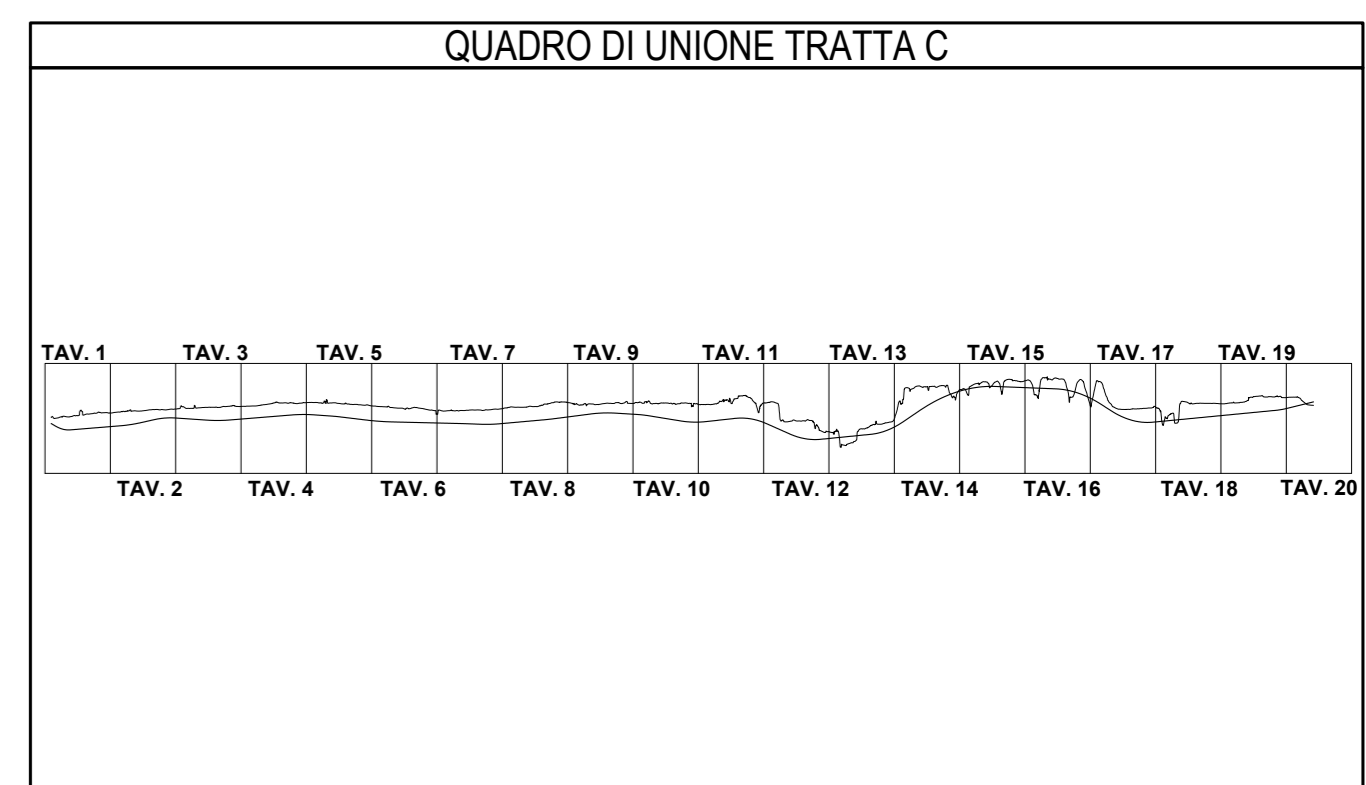 QUADRO DI UNIONE TRATTA C
TAV. 1 TAV. 3 TAV. 5 TAV. 7 TAV. 9 TAV. 11 TAV. 13 TAV. 15 TAV. 17 TAV. 19
TAV. 2 TAV. 4 TAV. 6 TAV. 8 TAV. 10 TAV. 12 TAV. 14 TAV. 16 TAV. 18 TAV. 20